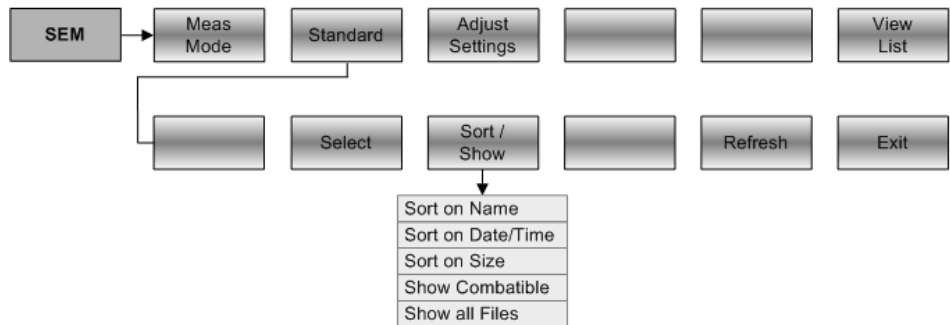 SEM
Meas
Mode
Standard
Adjust
Settings
View
List
Select
Sort /
Show
Refresh
Exit
Sort on Name
Sort on Date/Time
Sort on Size
Show Combatible
Show all Files